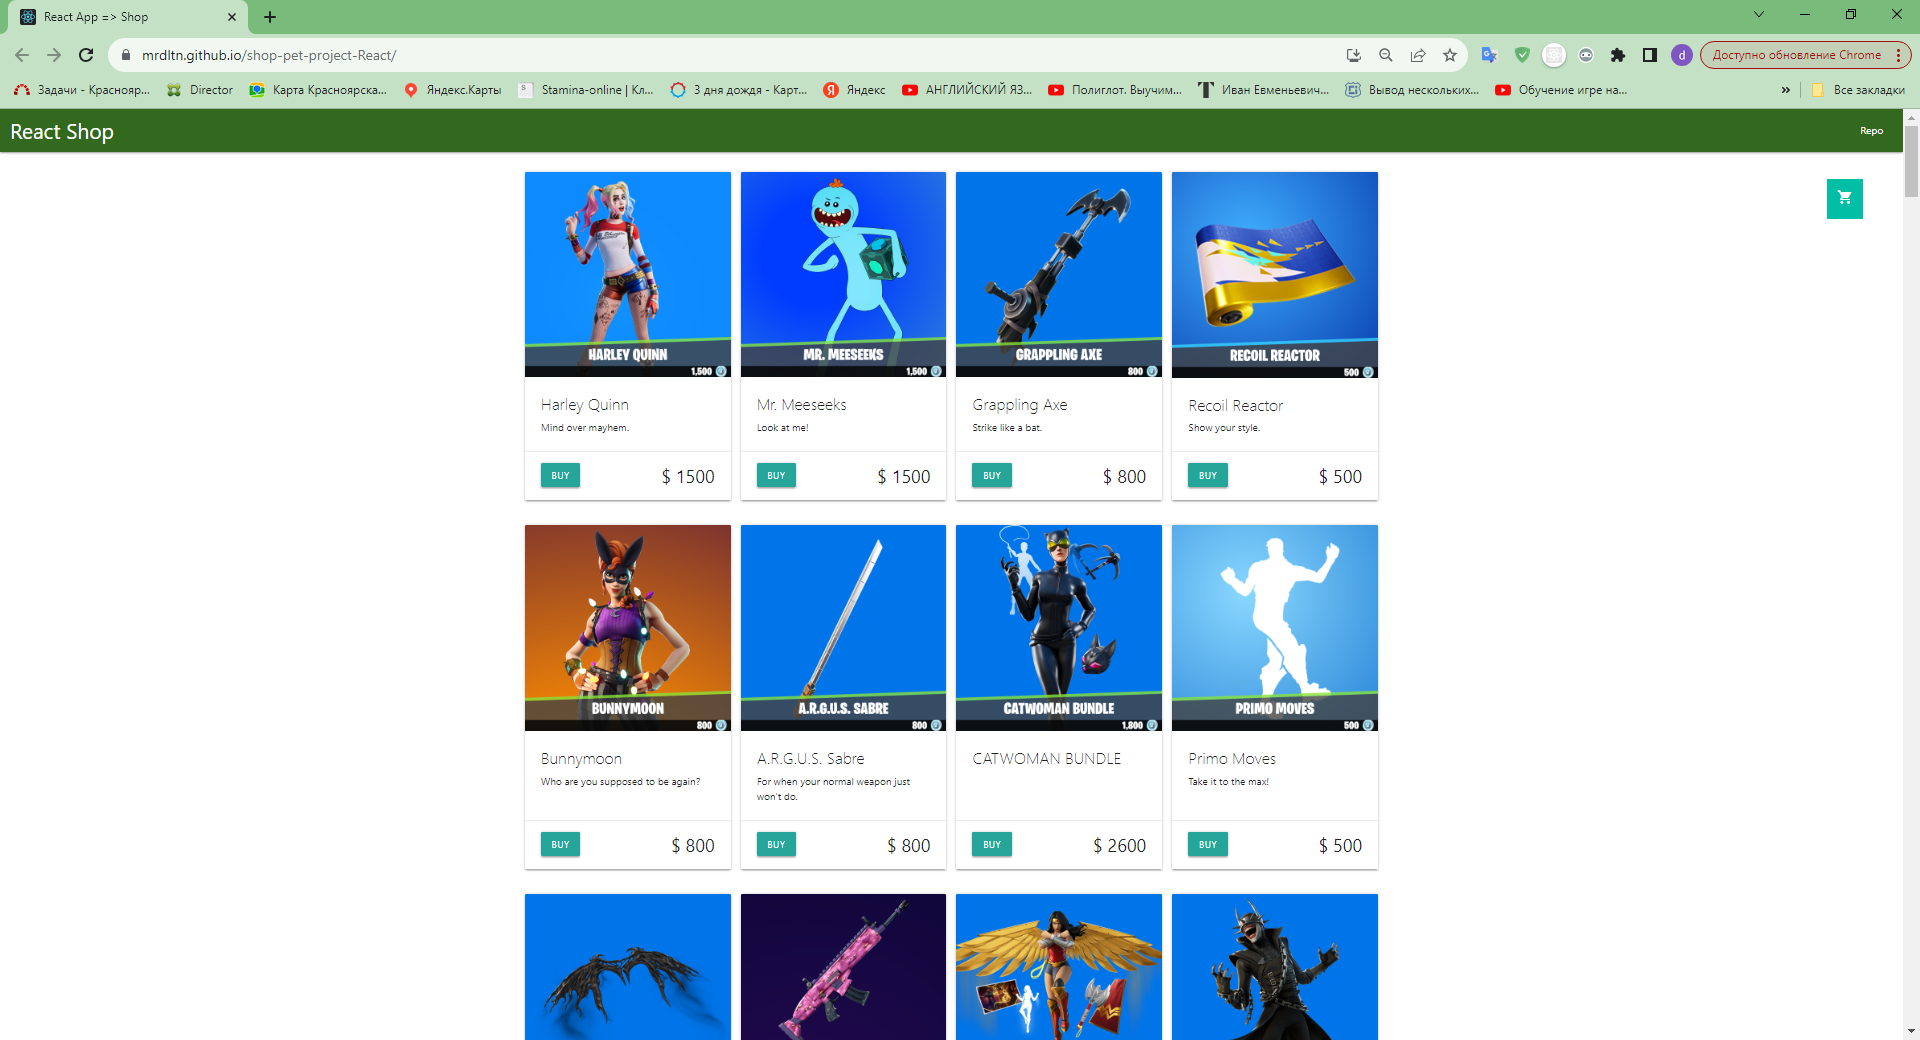 React App => Shop
mrdltn.github.io/shop-pet-project-React/
d
Доступно обновление Chrome
Задачи - Краснояр...
Director
Карта Красноярска...
Яндекс.Карты
S
Stamina-online | Кл...
3 дня дождя - Карт...
Я
Яндекс
АНГЛИЙСКИЙ ЯЗ...
Полиглот. Выучим...
Иван Евменьевич...
Вывод нескольких...
Обучение игре на...
»
Все закладки
React Shop
Repo
HARLEY QUINN
1,500
MR. MEESEEKS
1,500
GRAPPLING AXE
800
RECOIL REACTOR
500
Harley Quinn
Mind over mayhem.
BUY
$ 1500
Mr. Meeseeks
Look at me!
BUY
$ 1500
Grappling Axe
Strike like a bat.
BUY
$ 800
Recoil Reactor
Show your style.
BUY
$ 500
BUNNYMOON
800
A.R.G.U.S. SABRE
800
CATWOMAN BUNDLE
1,800
PRIMO MOVES
500
Bunnymoon
Who are you supposed to be again?
BUY
$ 800
A.R.G.U.S. Sabre
For when your normal weapon just
won't do.
BUY
$ 800
CATWOMAN BUNDLE
BUY
$ 2600
Primo Moves
Take it to the max!
BUY
$ 500